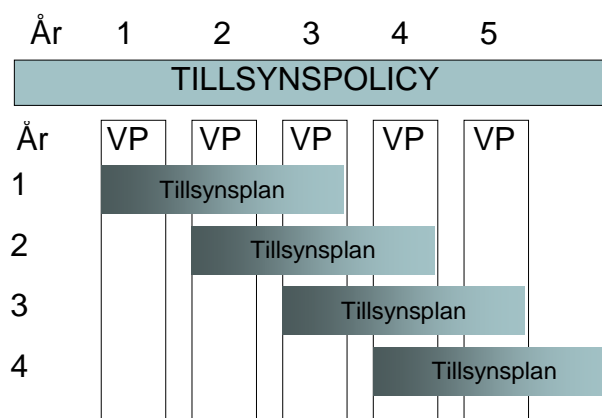 År 1 2 3 4 5
TILLSYNSPOLICY
År VP VP VP VP VP
1 Tillsynsplan
2 Tillsynsplan
3 Tillsynsplan
4 Tillsynsplan